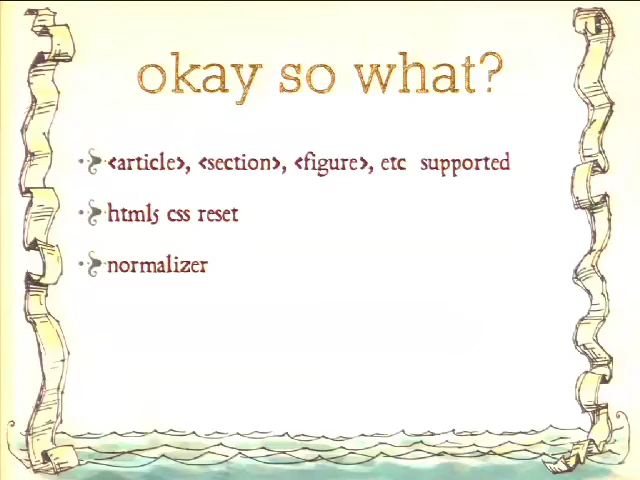 okay so what?
<article>, <section>, <figure>, etc supported
html5 css reset
normalizer